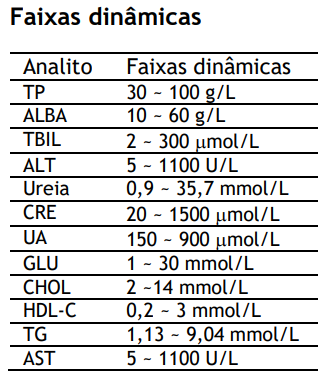 Faixas dinâmicas
Analito Faixas dinâmicas
TP 30 ~ 100 g/L
ALBA 10 ~ 60 g/L
TBIL 2 ~ 300 μmol/L
ALT 5 ~ 1100 U/L
Ureia 0,9 ~ 35,7 mmol/L
CRE 20 ~ 1500 μmol/L
UA 150 ~ 900 μmol/L
GLU 1 ~ 30 mmol/L
CHOL 2 ~14 mmol/L
HDL-C 0,2 ~ 3 mmol/L
TG 1,13 ~ 9,04 mmol/L
AST 5 ~ 1100 U/L